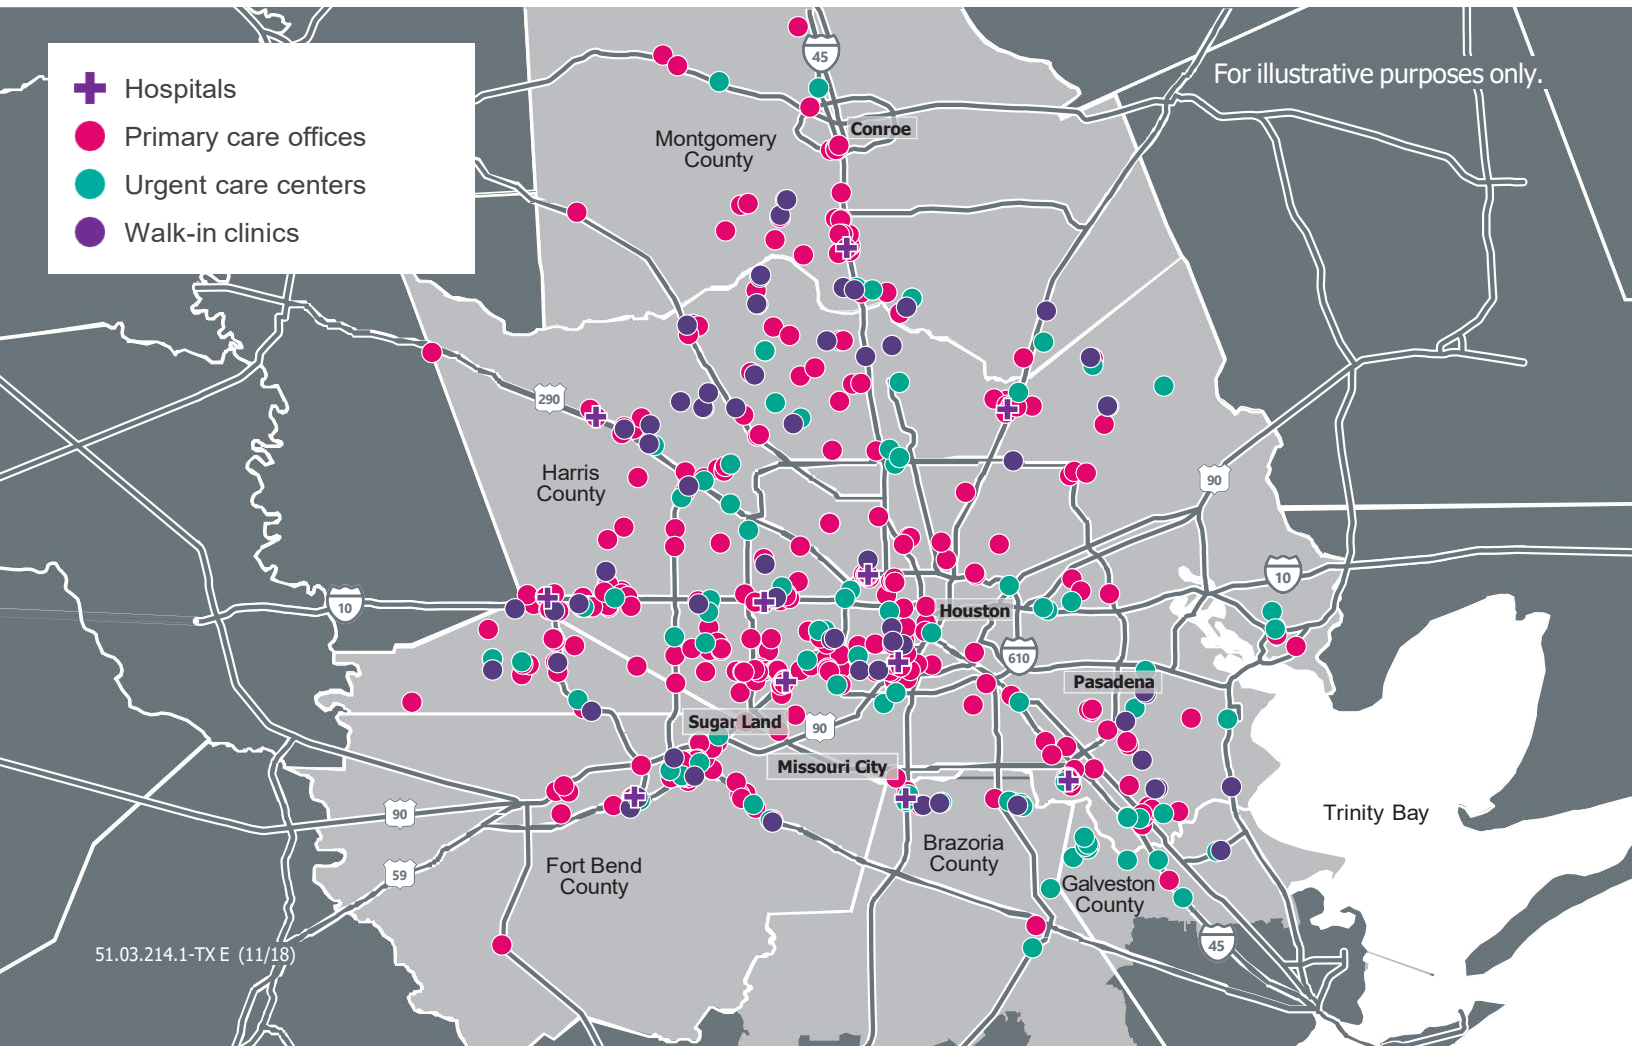 Hospitals
Primary care offices
Urgent care centers
Walk-in clinics
45
For illustrative purposes only.
Conroe
Montgomery
County
290
Harris
County
90
10
10
Houston
610
Pasadena
Sugar Land
90
Missouri City
90
Trinity Bay
Brazoria
County
Fort Bend
County
59
Galveston
County
45
51.03.214.1-TX E (11/18)